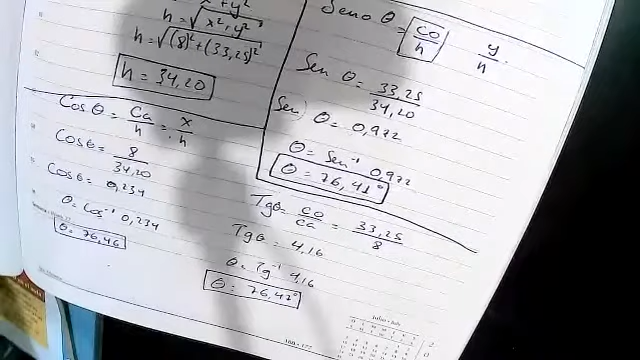 h = √x² + y²
h = √(8)² + (33,25)²
h = 34,20
Cos θ = Ca/h = x/h
Cos θ = 8/34,20
Cos θ = 0,234
θ = Cos⁻¹ 0,234
θ = 76,46
Seno θ = CO/h y/h
Sen θ = 33,25/34,20
Sen θ = 0,972
θ = Sen⁻¹ 0,972
θ = 76,41°
Tg θ = CO/Ca = 33,25/8
Tg θ = 4,16
θ = Tg⁻¹ 4,16
θ = 76,47°